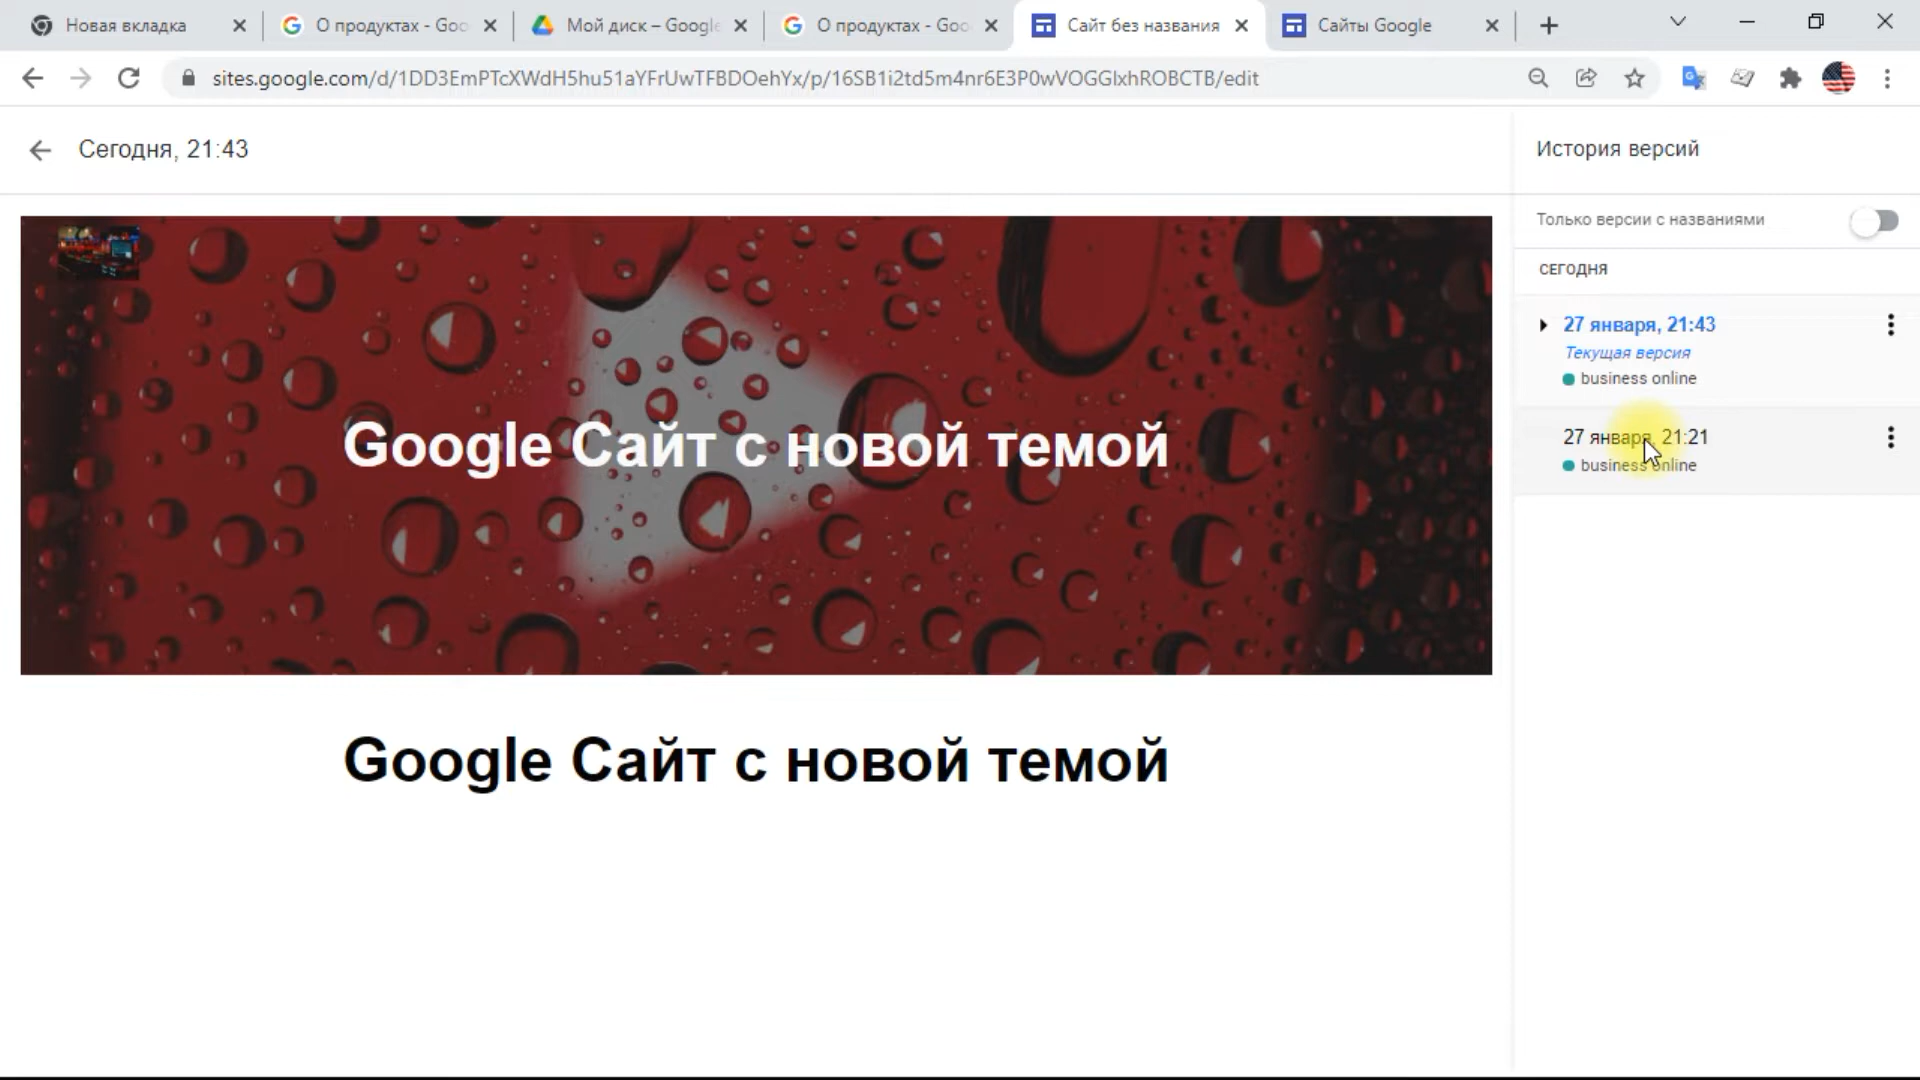 Новая вкладка
О продуктах - Goo
Мой диск – Google
О продуктах - Goo
Сайт без названия
Сайты Google
sites.google.com/d/1DD3EmPTcXWdH5hu51aYFrUwTFBDOehYx/p/16SB1i2td5m4nr6E3P0wVOGGlxhROBCTB/edit
Сегодня, 21:43
История версий
Только версии с названиями
СЕГОДНЯ
27 января, 21:43
Текущая версия
business online
27 января, 21:21
business online
Google Сайт с новой темой
Google Сайт с новой темой